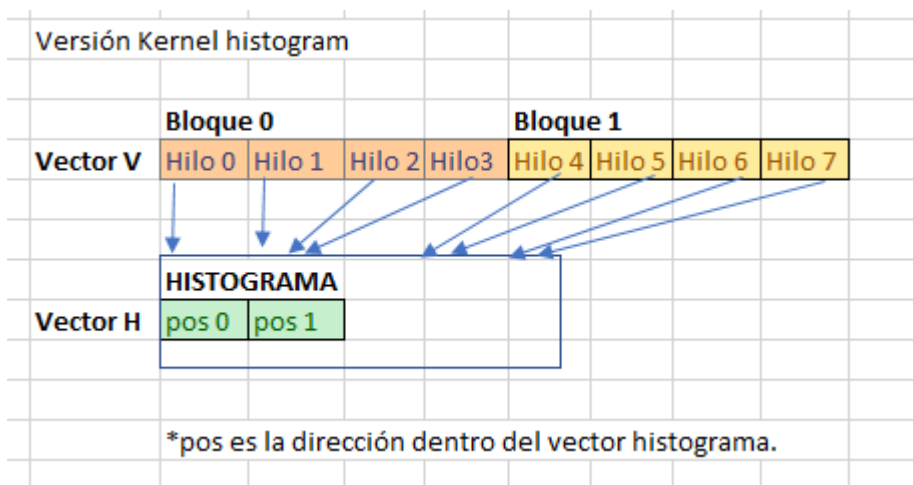 Versión Kernel histogram
Bloque 0 Bloque 1
Vector V Hilo 0 Hilo 1 Hilo 2 Hilo3 Hilo 4 Hilo 5 Hilo 6 Hilo 7
HISTOGRAMA
Vector H pos 0 pos 1
*pos es la dirección dentro del vector histograma.